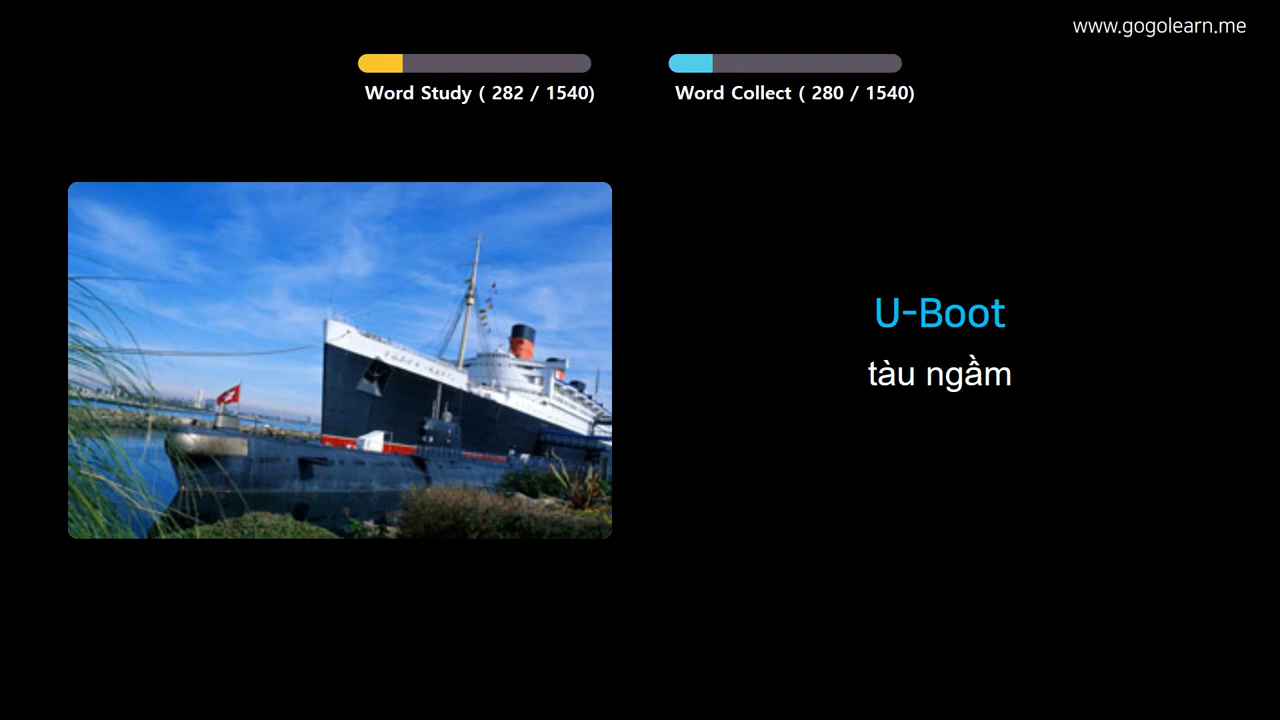 www.gogolearn.me
Word Study ( 282 / 1540)
Word Collect ( 280 / 1540)
U-Boot
tàu ngầm